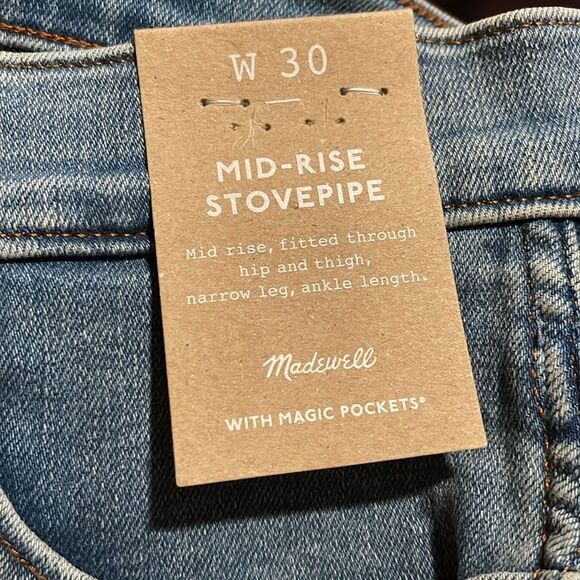 W 30
MID-RISE
STOVEPIPE
Mid rise, fitted through
hip and thigh,
narrow leg, ankle length.
Madewell
WITH MAGIC POCKETS®